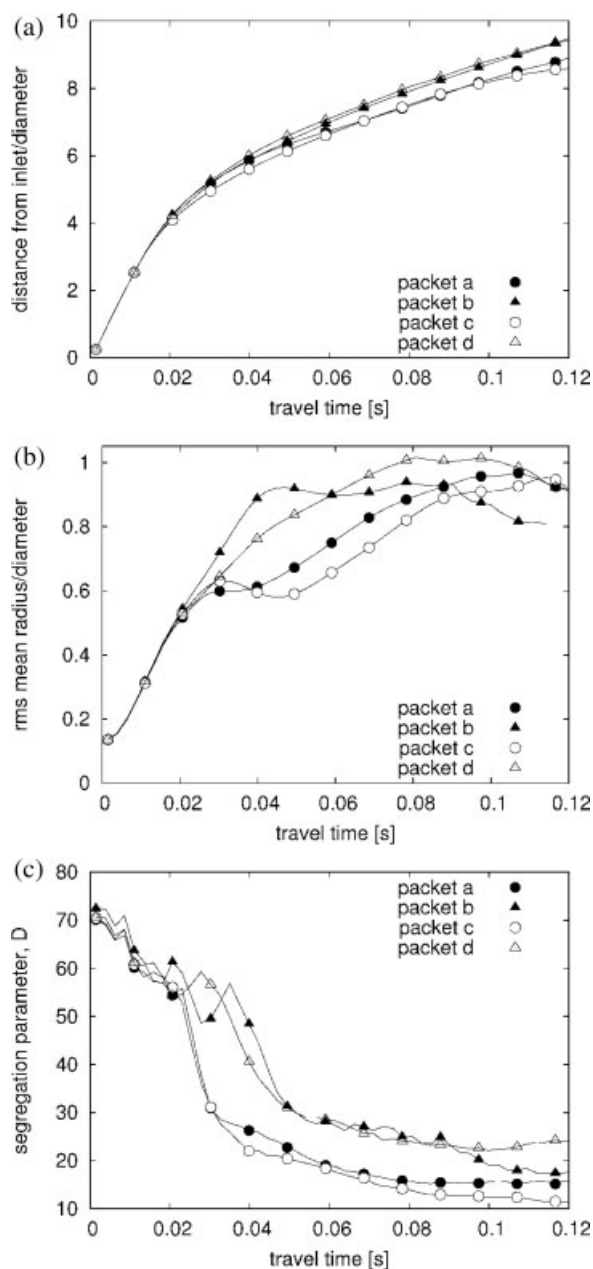 (a)
10
8
6
4
2
0
distance from inlet/diameter
packet a
packet b
packet c
packet d
0 0.02 0.04 0.06 0.08 0.1 0.12
travel time [s]
(b)
1
0.8
0.6
0.4
0.2
0
rms mean radius/diameter
packet a
packet b
packet c
packet d
0 0.02 0.04 0.06 0.08 0.1 0.12
travel time [s]
(c)
80
70
60
50
40
30
20
10
segregation parameter, D
packet a
packet b
packet c
packet d
0 0.02 0.04 0.06 0.08 0.1 0.12
travel time [s]